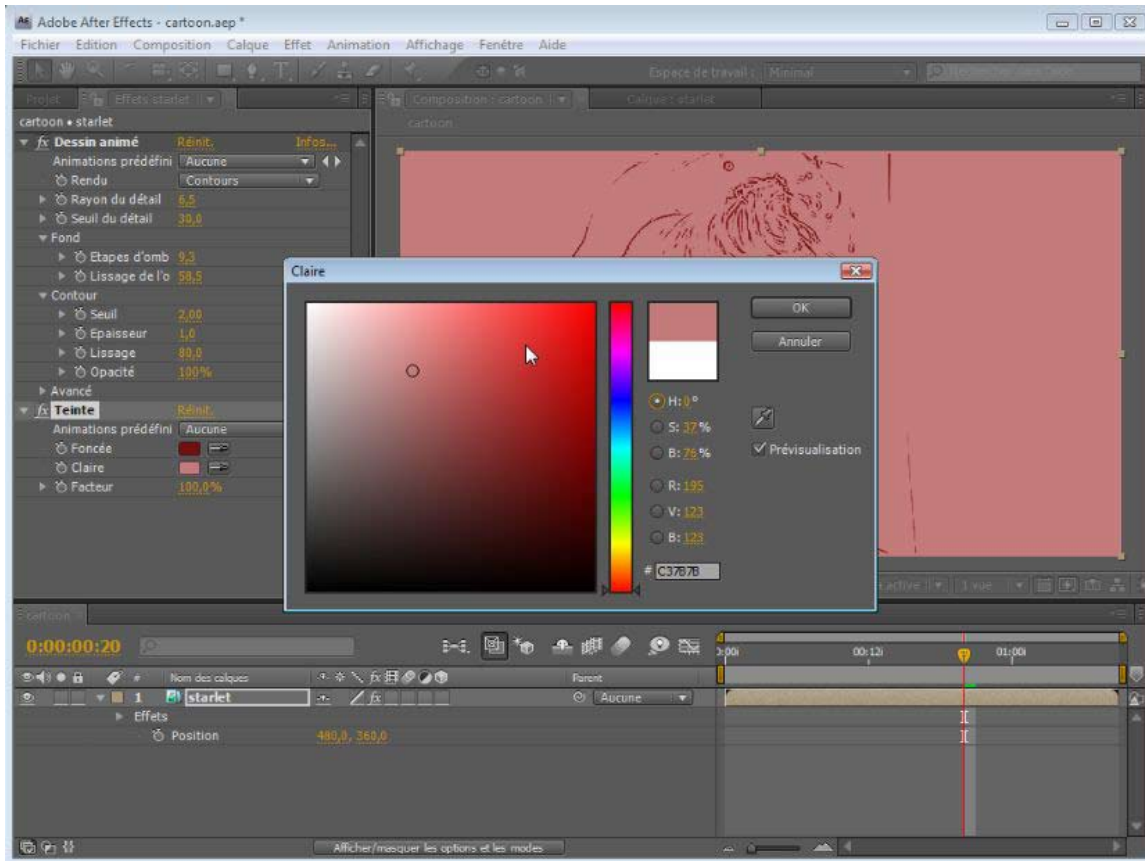 Adobe After Effects - cartoon.aep *
Fichier Edition Composition Calque Effet Animation Affichage Fenêtre Aide
Espace de travail : Minimal
Projet Effets starlet Composition : cartoon Calque : starlet
cartoon • starlet
cartoon
fx Dessin animé Réinit. Infos...
Animations prédéfini Aucune
Rendu Contours
Rayon du détail 6,5
Seuil du détail 30,0
Fond
Etapes d'omb 9,3
Lissage de l'o 58,5
Contour
Seuil 2,00
Epaisseur 1,0
Lissage 80,0
Opacité 100%
Avancé
fx Teinte Réinit.
Animations prédéfini Aucune
Foncée
Claire
Facteur 100,0%
Claire
OK
Annuler
H: 0 °
S: 37 %
B: 76 %
Prévisualisation
R: 195
V: 123
B: 123
# C37B7B
active 1 vue
cartoon
0:00:00:20
:00i 00:12i 01:00i
# Nom des calques Parent
1 starlet Aucune
Effets
Position 480,0, 360,0
Afficher/masquer les options et les modes